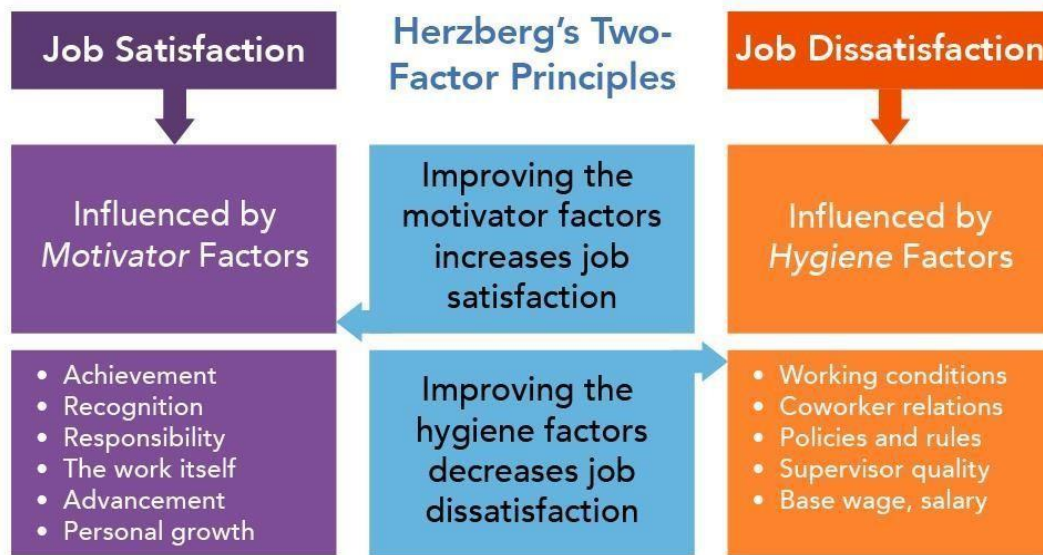 Job Satisfaction
Herzberg's Two-
Factor Principles
Job Dissatisfaction
Influenced by
Motivator Factors
Improving the
motivator factors
increases job
satisfaction
Influenced by
Hygiene Factors
• Achievement
• Recognition
• Responsibility
• The work itself
• Advancement
• Personal growth
Improving the
hygiene factors
decreases job
dissatisfaction
• Working conditions
• Coworker relations
• Policies and rules
• Supervisor quality
• Base wage, salary